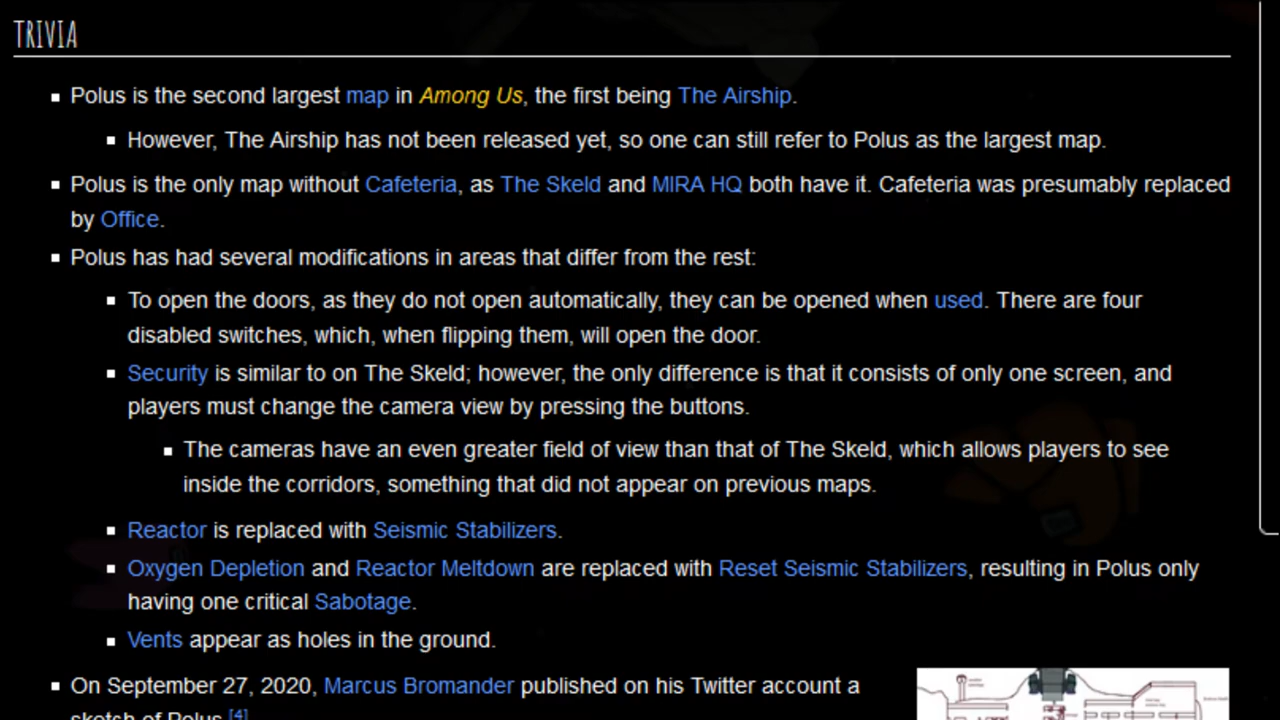 TRIVIA
Polus is the second largest map in Among Us, the first being The Airship.
However, The Airship has not been released yet, so one can still refer to Polus as the largest map.
Polus is the only map without Cafeteria, as The Skeld and MIRA HQ both have it. Cafeteria was presumably replaced
by Office.
Polus has had several modifications in areas that differ from the rest:
To open the doors, as they do not open automatically, they can be opened when used. There are four
disabled switches, which, when flipping them, will open the door.
Security is similar to on The Skeld; however, the only difference is that it consists of only one screen, and
players must change the camera view by pressing the buttons.
The cameras have an even greater field of view than that of The Skeld, which allows players to see
inside the corridors, something that did not appear on previous maps.
Reactor is replaced with Seismic Stabilizers.
Oxygen Depletion and Reactor Meltdown are replaced with Reset Seismic Stabilizers, resulting in Polus only
having one critical Sabotage.
Vents appear as holes in the ground.
On September 27, 2020, Marcus Bromander published on his Twitter account a
sketch of Polus.[4]